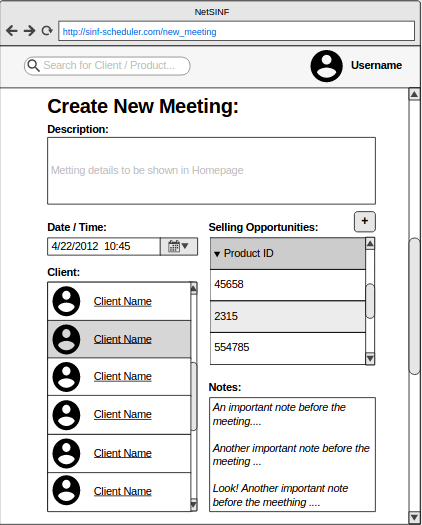 NetSINF
http://sinf-scheduler.com/new_meeting
Search for Client / Product...
Username
Create New Meeting:
Description:
Metting details to be shown in Homepage
Date / Time:
4/22/2012 10:45
Client:
Client Name
Client Name
Client Name
Client Name
Client Name
Client Name
Selling Opportunities:
+
Product ID
45658
2315
554785
Notes:
An important note before the
meeting....
Another important note before the
meeting ...
Look! Another important note
before the meething ....